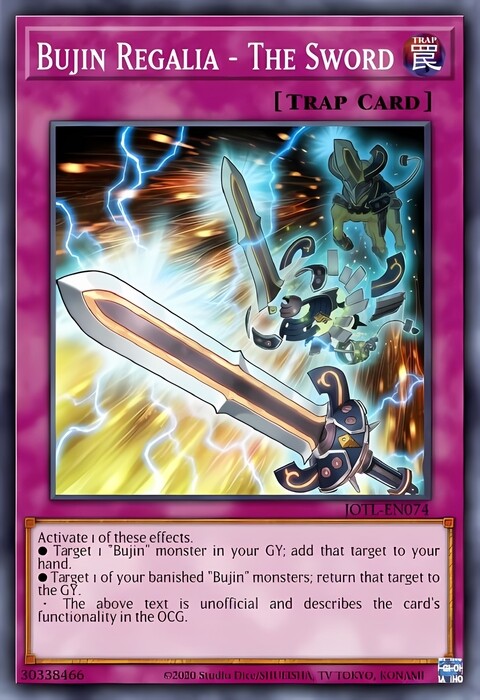 Bujin Regalia - The Sword
TRAP
罠
[Trap Card]
JOTL-EN074
Activate 1 of these effects.
● Target 1 "Bujin" monster in your GY; add that target to your
hand.
● Target 1 of your banished "Bujin" monsters; return that target to
the GY.
· The above text is unofficial and describes the card's
functionality in the OCG.
30338466
©2020 Studio Dice/SHUEISHA, TV TOKYO, KONAMI